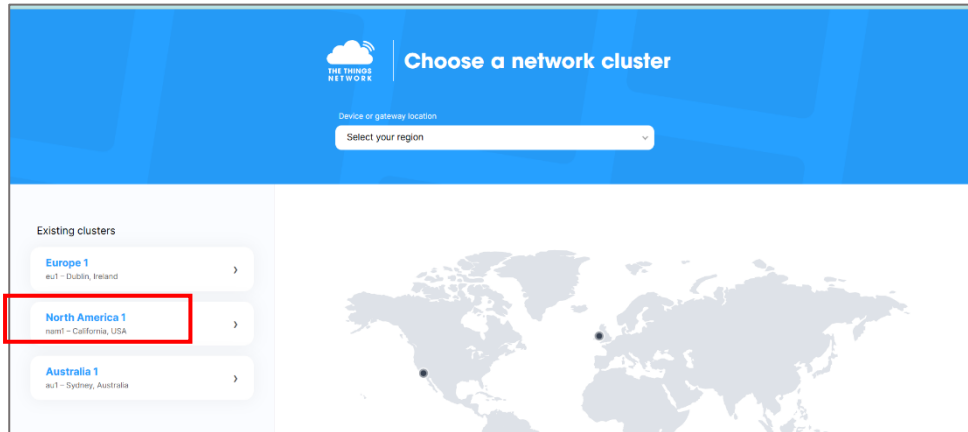 THE THINGS
NETWORK
Choose a network cluster
Device or gateway location
Select your region
Existing clusters
Europe 1
eu1 – Dublin, Ireland
North America 1
nam1 – California, USA
Australia 1
au1 – Sydney, Australia